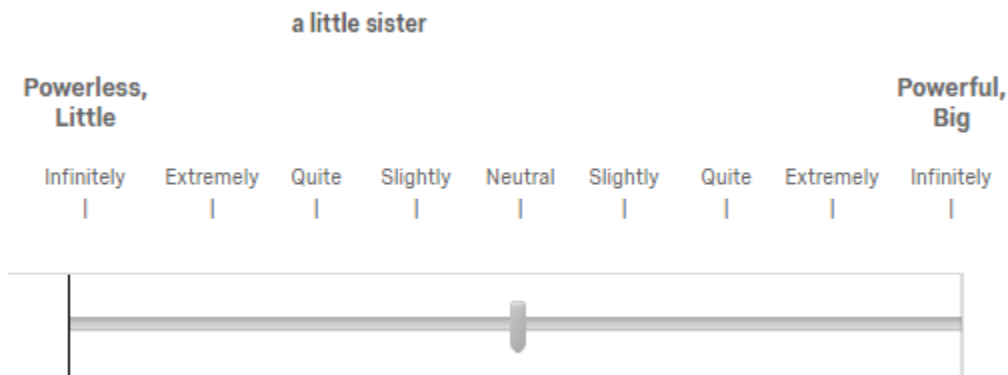 a little sister
Powerless, Powerful,
Little Big
Infinitely Extremely Quite Slightly Neutral Slightly Quite Extremely Infinitely